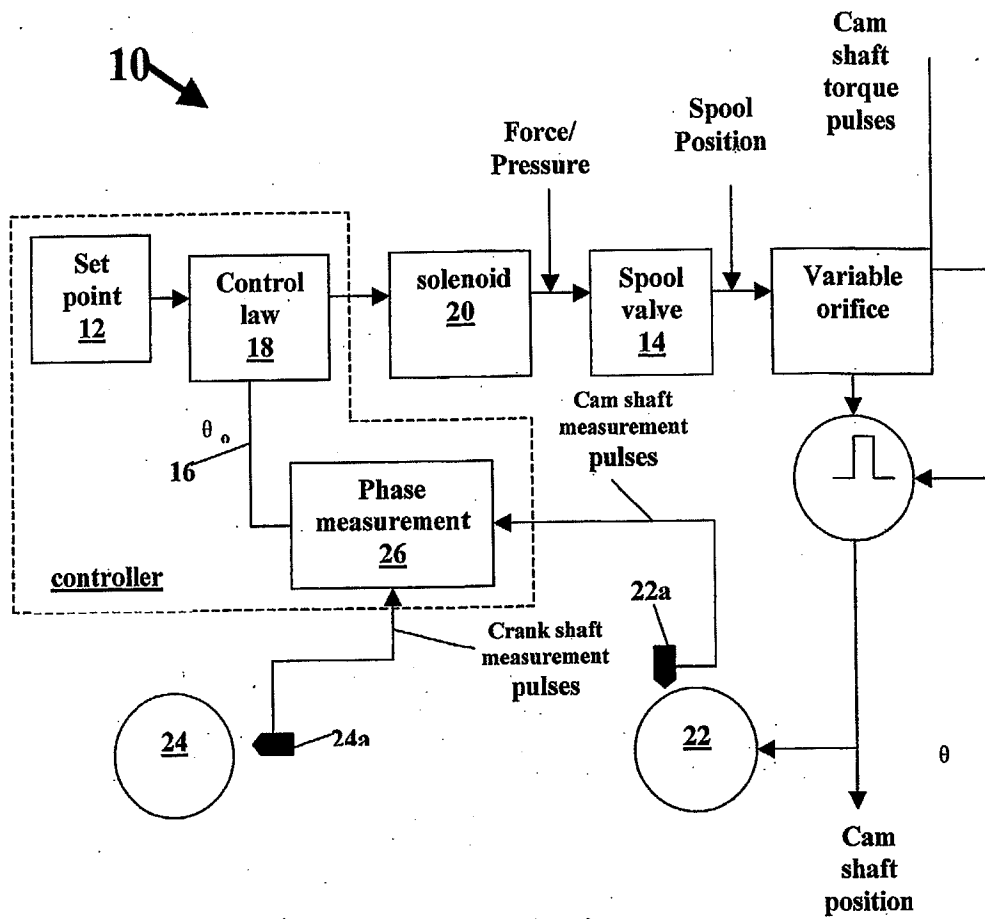 10
Cam
shaft
torque
pulses
Force/
Pressure
Spool
Position
Set
point
12
Control
law
18
solenoid
20
Spool
valve
14
Variable
orifice
θ o
16
Cam shaft
measurement
pulses
Phase
measurement
26
controller
22a
Crank shaft
measurement
pulses
24
24a
22
θ
Cam
shaft
position